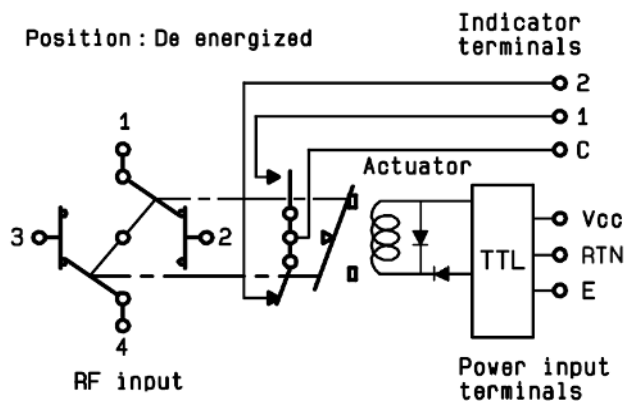 Position : De energized
Indicator
terminals
2
1
C
1
Actuator
3
2
4
RF input
TTL
Vcc
RTN
E
Power input
terminals